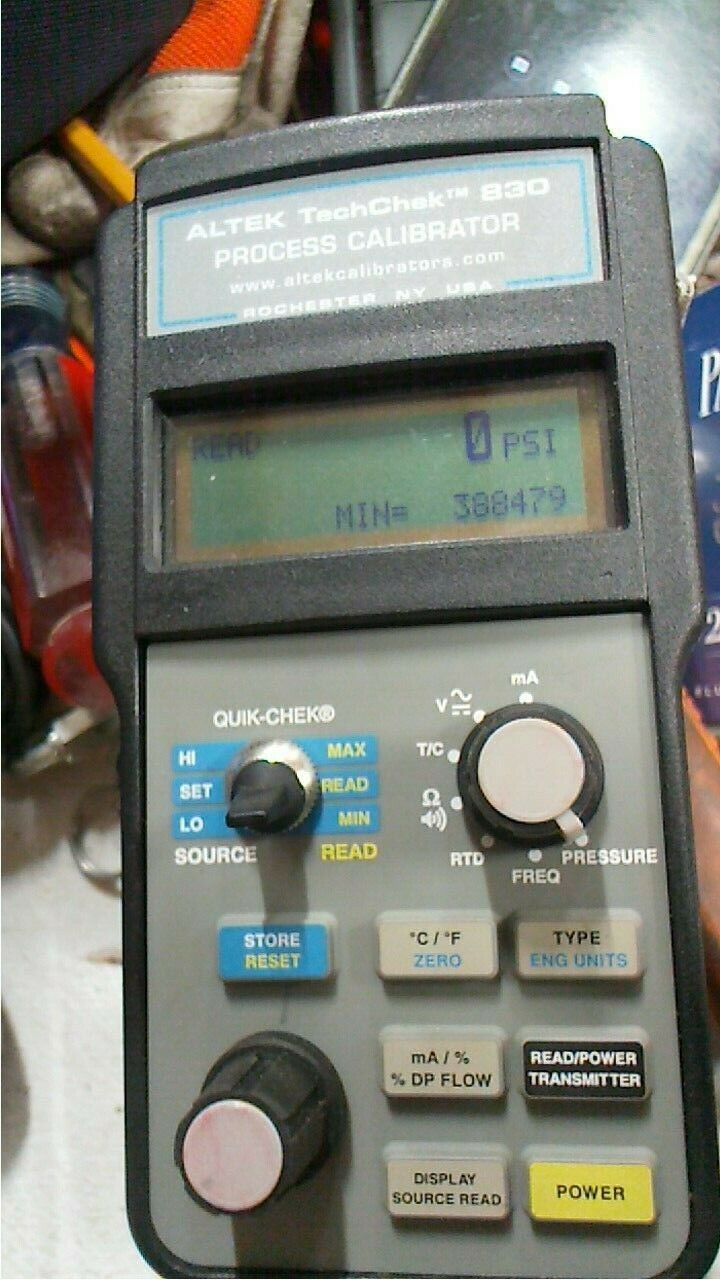 ALTEK TechChek™ 830
PROCESS CALIBRATOR
www.altekcalibrators.com
ROCHESTER NY USA
READ 0 PSI
MIN= 388479
QUIK-CHEK®
HI MAX
SET READ
LO MIN
SOURCE READ
mA
V
T/C
Ω
RTD
FREQ
PRESSURE
STORE
RESET
°C / °F
ZERO
TYPE
ENG UNITS
mA / %
% DP FLOW
READ/POWER
TRANSMITTER
DISPLAY
SOURCE READ
POWER